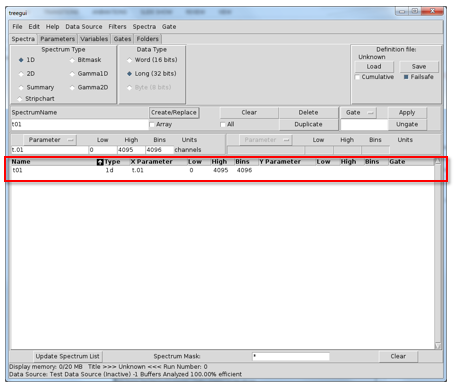 treegui
File Edit Help Data Source Filters Spectra Gate
Spectra Parameters Variables Gates Folders
Spectrum Type Data Type Definition file:
1D Bitmask Word (16 bits) Unknown
Load Save
2D Gamma1D Long (32 bits) Cumulative Failsafe
Summary Gamma2D Byte (8 bits)
Stripchart
SpectrumName Create/Replace Clear Delete Gate Apply
t01 Array All Duplicate Ungate
Parameter Low High Bins Units Parameter Low High Bins Units
t.01 0 4095 4096 channels
Name Type X Parameter Low High Bins Y Parameter Low High Bins Gate
t01 1d t.01 0 4095 4096
Update Spectrum List Spectrum Mask: * Clear
Display memory: 0/20 MB Title >>> Unknown <<< Run Number: 0
Data Source: Test Data Source (Inactive) -1 Buffers Analyzed 100.00% efficient